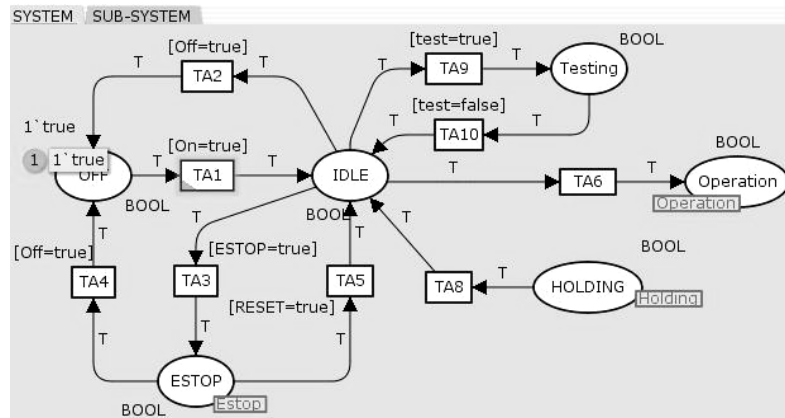 SYSTEM SUB-SYSTEM
[Off=true]
[test=true]
BOOL
T
TA2
T
T
TA9
T
Testing
[test=false]
1`true
[On=true]
T
TA10
T
BOOL
1
1`true
OFF
T
TA1
T
IDLE
T
TA6
T
Operation
Operation
BOOL
BOOL
T
T
T
[Off=true]
[ESTOP=true]
BOOL
TA4
TA3
TA5
TA8
T
HOLDING
Holding
[RESET=true]
T
T
T
ESTOP
Estop
BOOL